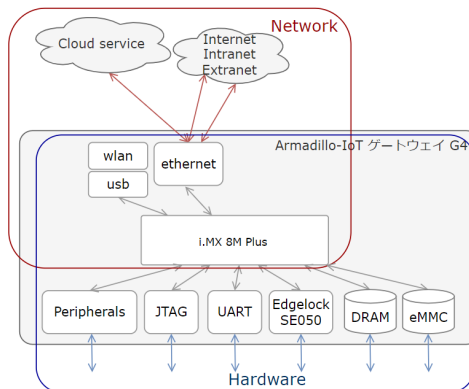 Network
Cloud service
Internet
Intranet
Extranet
Armadillo-IoT ゲートウェイ G4
wlan
usb
ethernet
i.MX 8M Plus
Peripherals
JTAG
UART
Edgelock
SE050
DRAM
eMMC
Hardware